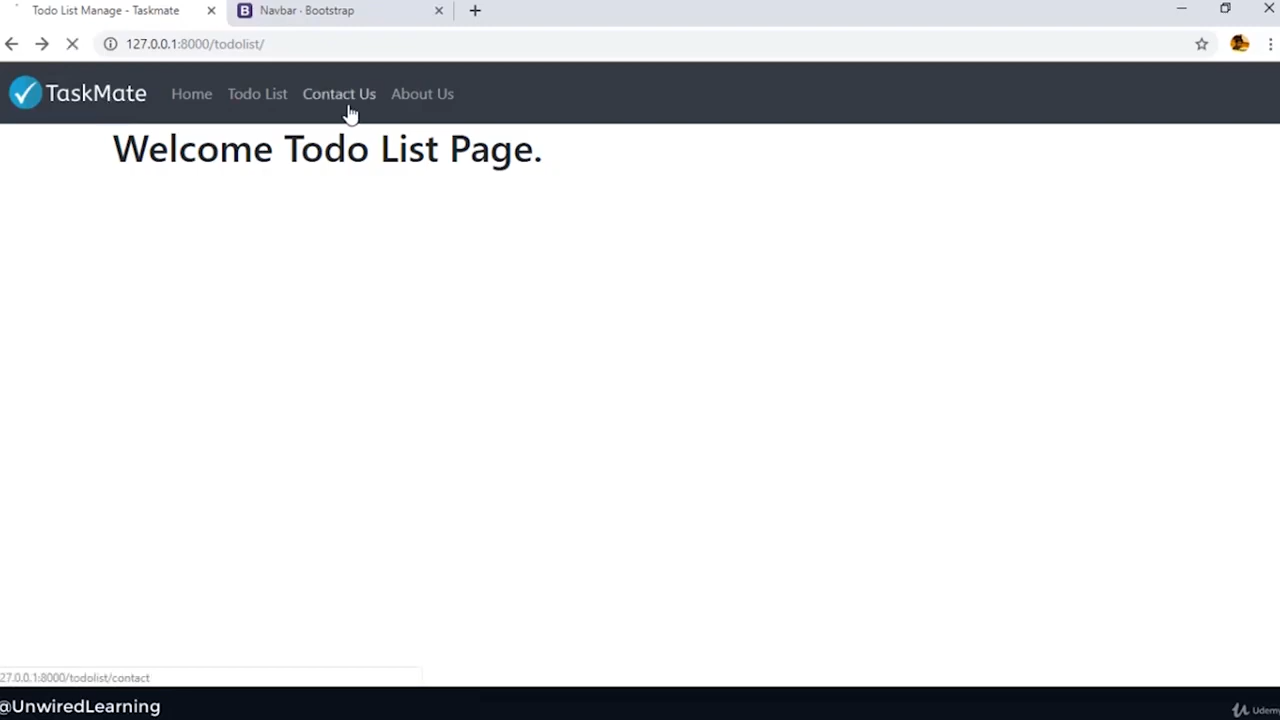 Todo List Manage - Taskmate
Navbar · Bootstrap
127.0.0.1:8000/todolist/
TaskMate Home Todo List Contact Us About Us
Welcome Todo List Page.
27.0.0.1:8000/todolist/contact
@UnwiredLearning
Udem